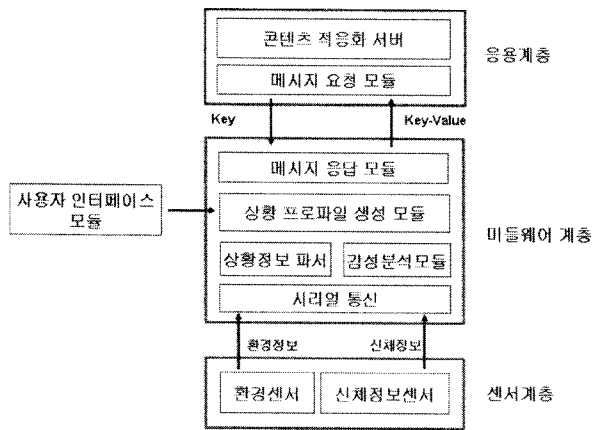 콘텐츠 적응화 서버
응용계층
메시지 요청 모듈
Key
Key-Value
메시지 응답 모듈
사용자 인터페이스
모듈
상황 프로파일 생성 모듈
미들웨어 계층
상황정보 파서
감성분석모듈
시리얼 통신
환경정보
신체정보
환경센서
신체정보센서
센서계층